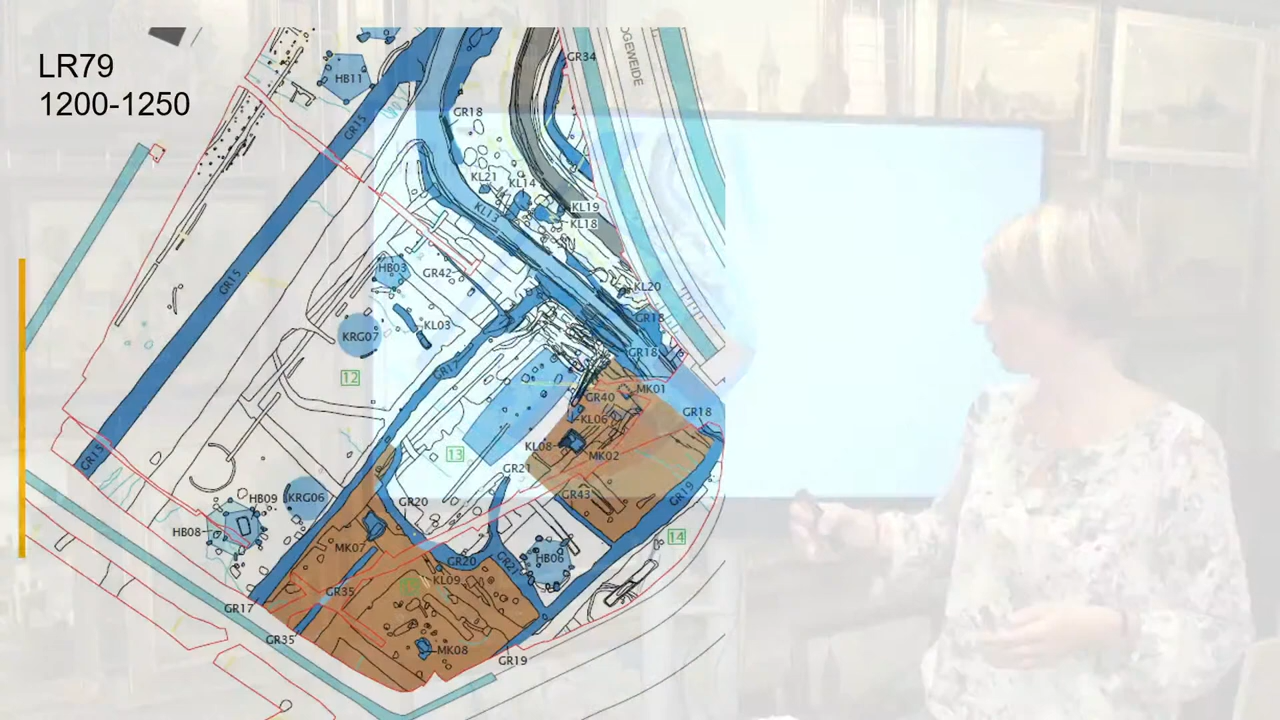 LR79
1200-1250
GR34
OGEWEIDE
HB11
GR15
GR18
KL21
KL14
KL19
KL13
KL18
HB03
GR42
GR15
KL20
GR18
KL03
KRG07
GR18
GR17
12
MK01
GR40
GR18
KL06
KL08
13
MK02
GR15
GR21
GR43
GR19
HB09
KRG06
GR20
HB08
14
MK07
HB06
GR20
GR21
KL09
GR35
GR17
GR35
MK08
GR19